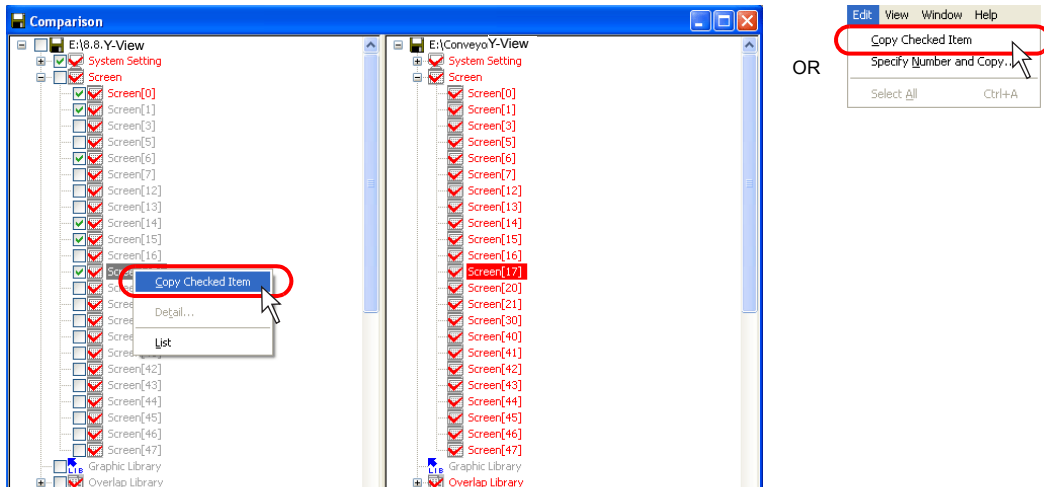 Comparison
E:\8.8.Y-View
System Setting
Screen
Screen[0]
Screen[1]
Screen[3]
Screen[5]
Screen[6]
Screen[7]
Screen[12]
Screen[13]
Screen[14]
Screen[15]
Screen[16]
Copy Checked Item
Detail...
List
Screen[42]
Screen[43]
Screen[44]
Screen[45]
Screen[46]
Screen[47]
LIB Graphic Library
Overlap Library
E:\ConveyoY-View
System Setting
Screen
Screen[0]
Screen[1]
Screen[3]
Screen[5]
Screen[6]
Screen[7]
Screen[12]
Screen[13]
Screen[14]
Screen[15]
Screen[16]
Screen[17]
Screen[20]
Screen[21]
Screen[30]
Screen[40]
Screen[41]
Screen[42]
Screen[43]
Screen[44]
Screen[45]
Screen[46]
Screen[47]
LIB Graphic Library
Overlap Library
OR
Edit View Window Help
Copy Checked Item
Specify Number and Copy...
Select All Ctrl+A